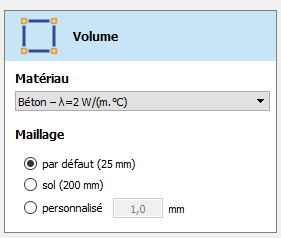 Volume
Matériau
Béton – λ=2 W/(m.°C)
Maillage
par défaut (25 mm)
sol (200 mm)
personnalisé 1,0 mm